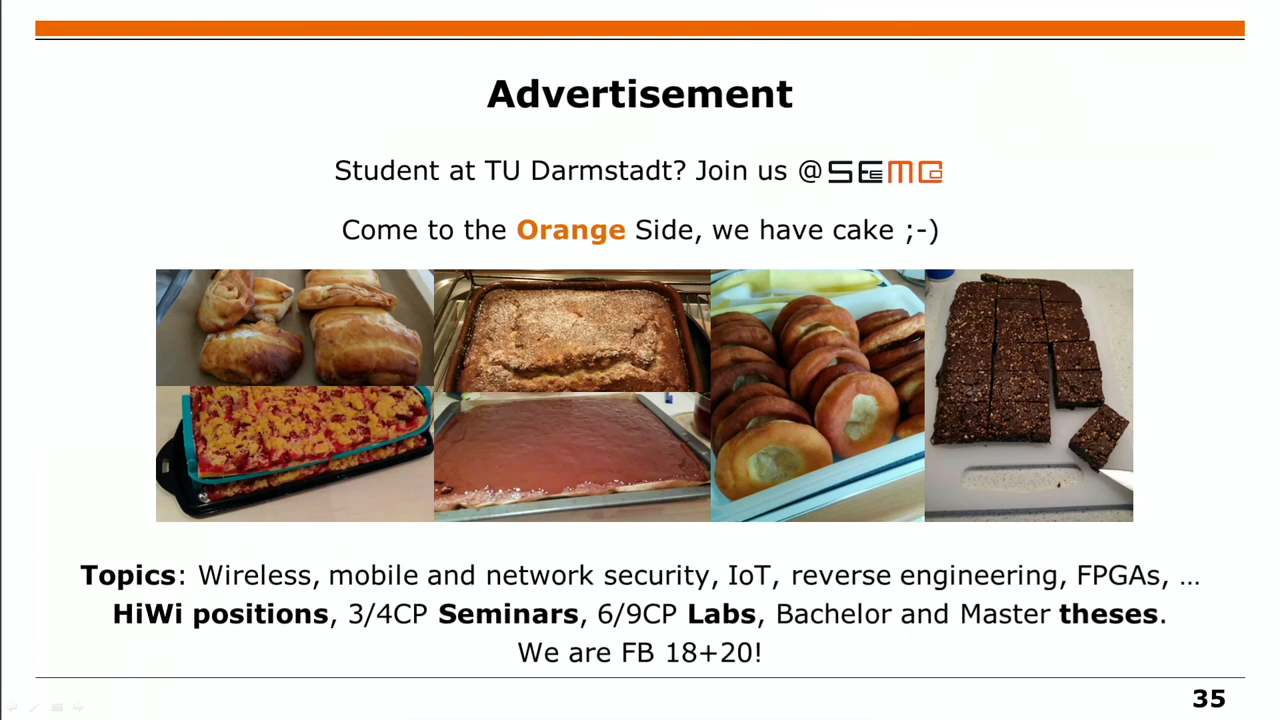 Advertisement
Student at TU Darmstadt? Join us @SEMO
Come to the Orange Side, we have cake ;-)
Topics: Wireless, mobile and network security, IoT, reverse engineering, FPGAs, ...
HiWi positions, 3/4CP Seminars, 6/9CP Labs, Bachelor and Master theses.
We are FB 18+20!
35